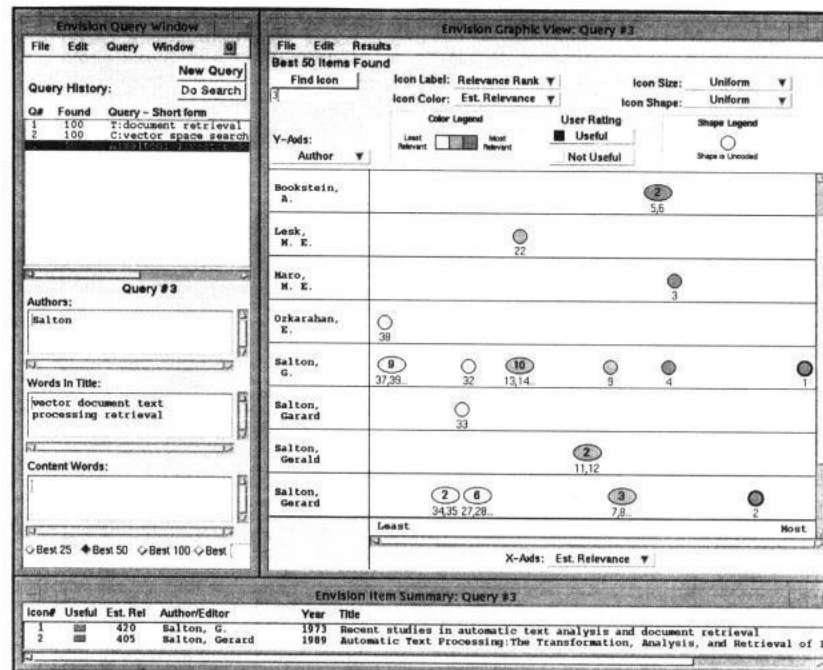 Envision Query Window
File Edit Query Window
New Query
Query History: Do Search
Q# Found Query - Short form
1 100 T:document retrieval
2 100 C:vector space search
Query #3
Authors:
Salton
Words In Title:
vector document text
processing retrieval
Content Words:
Best 25 Best 50 Best 100 Best
Envision Graphic View: Query #3
File Edit Results
Best 50 Items Found
Find Icon
3
Icon Label: Relevance Rank
Icon Size: Uniform
Icon Color: Est. Relevance
Icon Shape: Uniform
Color Legend
Least Relevant
Most Relevant
User Rating
Useful
Not Useful
Shape Legend
Shape is Uncoded
Y-Axis:
Author
Bookstein,
A.
2
5,6
Lesk,
M. E.
22
Maro,
M. E.
3
Ozkarahan,
E.
38
Salton,
G.
9 10
37,39.. 32 13,14.. 9 4 1
Salton,
Garard
33
Salton,
Gerald
2
11,12
Salton,
Gerard
2 6 3
34,35 27,28.. 7,8.. 2
Least Most
X-Axis: Est. Relevance
Envision Item Summary: Query #3
Icon# Useful Est. Rel Author/Editor Year Title
1 420 Salton, G. 1973 Recent studies in automatic text analysis and document retrieval
2 405 Salton, Gerard 1989 Automatic Text Processing:The Transformation, Analysis, and Retrieval of